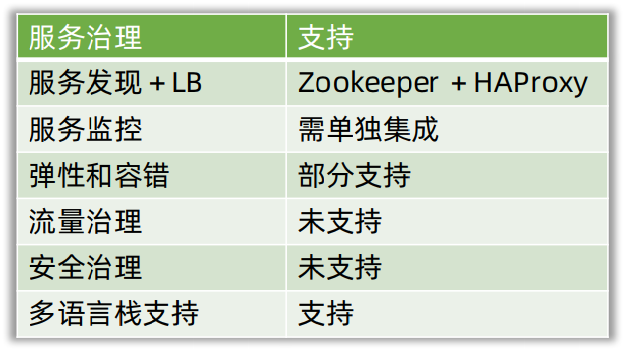 服务治理 支持
服务发现 + LB Zookeeper + HAProxy
服务监控 需单独集成
弹性和容错 部分支持
流量治理 未支持
安全治理 未支持
多语言栈支持 支持